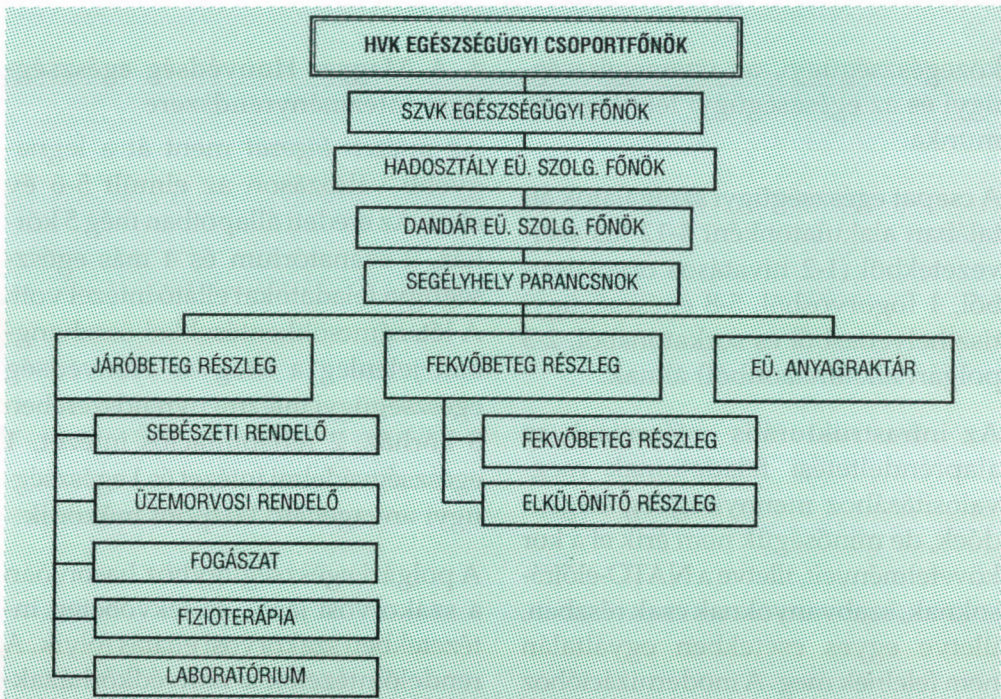 HVK EGÉSZSÉGÜGYI CSOPORTFŐNÖK
SZVK EGÉSZSÉGÜGYI FŐNÖK
HADOSZTÁLY EÜ. SZOLG. FŐNÖK
DANDÁR EÜ. SZOLG. FŐNÖK
SEGÉLYHELY PARANCSNOK
JÁRÓBETEG RÉSZLEG
FEKVŐBETEG RÉSZLEG
EÜ. ANYAGRAKTÁR
SEBÉSZETI RENDELŐ
ÜZEMORVOSI RENDELŐ
FOGÁSZAT
FIZIOTERÁPIA
LABORATÓRIUM
FEKVŐBETEG RÉSZLEG
ELKÜLÖNÍTŐ RÉSZLEG